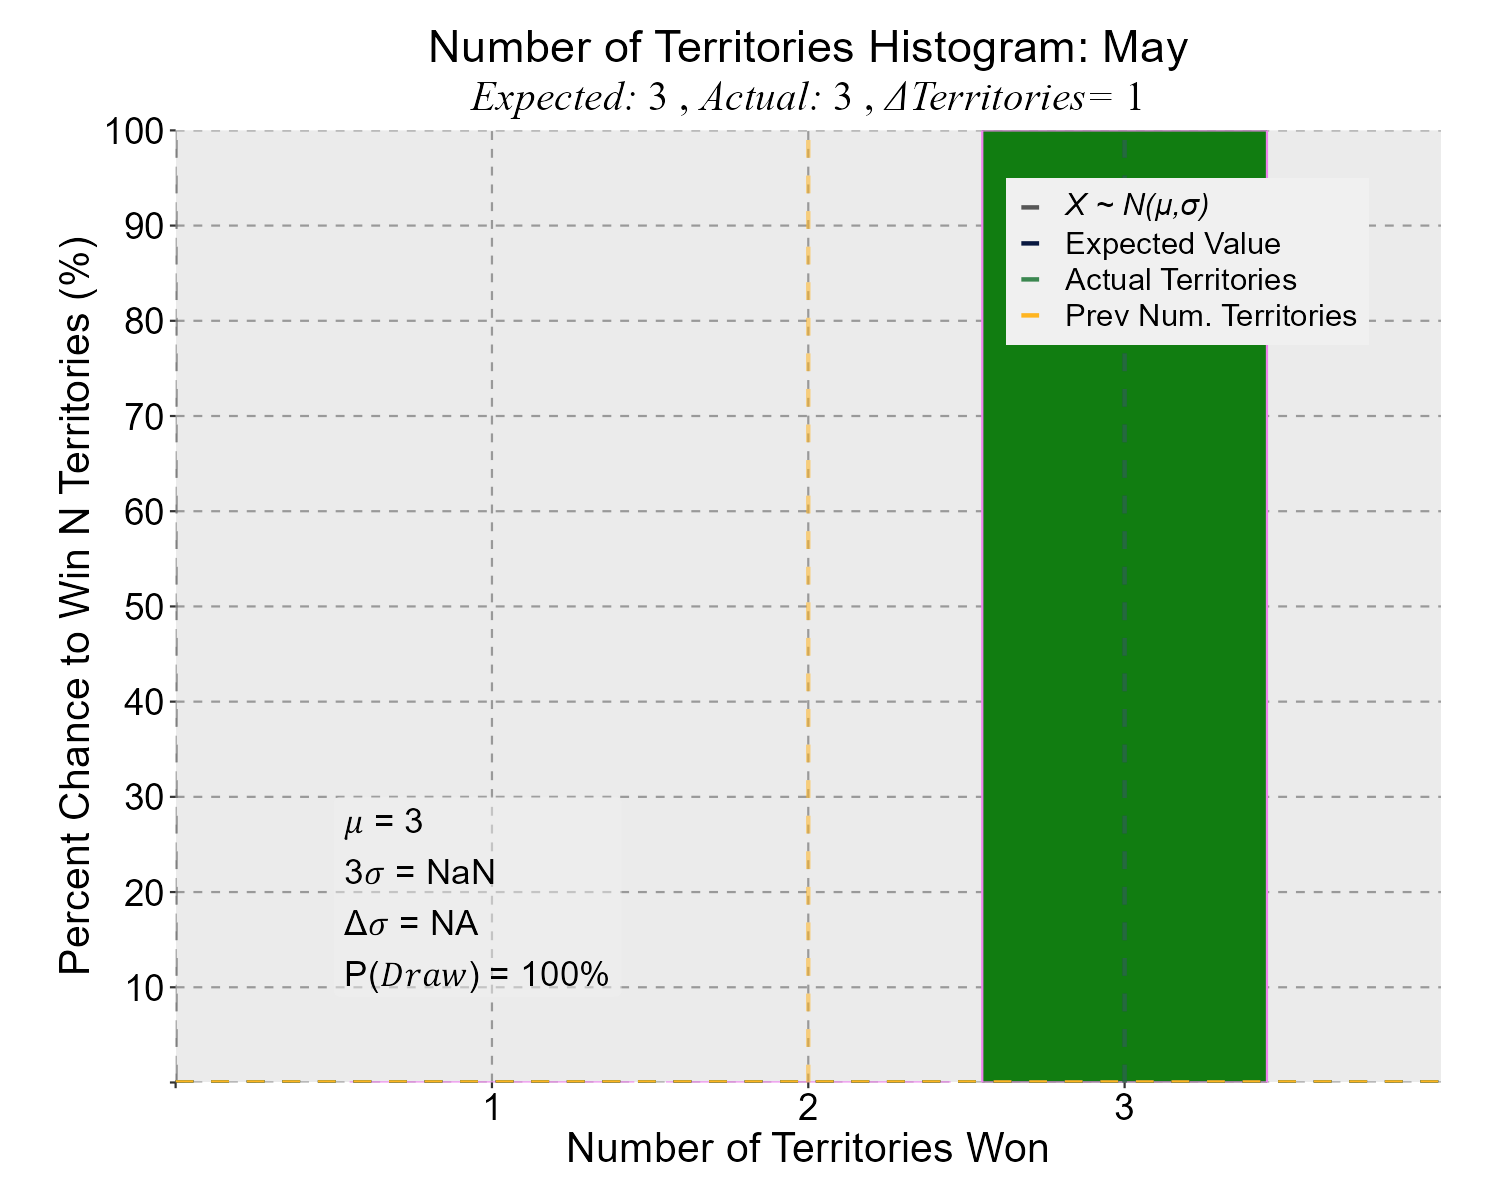 Number of Territories Histogram: May
Expected: 3 , Actual: 3 , ΔTerritories= 1
Percent Chance to Win N Territories (%)
100
90
80
70
60
50
40
30
20
10
X ~ N(μ,σ)
Expected Value
Actual Territories
Prev Num. Territories
μ = 3
3σ = NaN
Δσ = NA
P(Draw) = 100%
1 2 3
Number of Territories Won